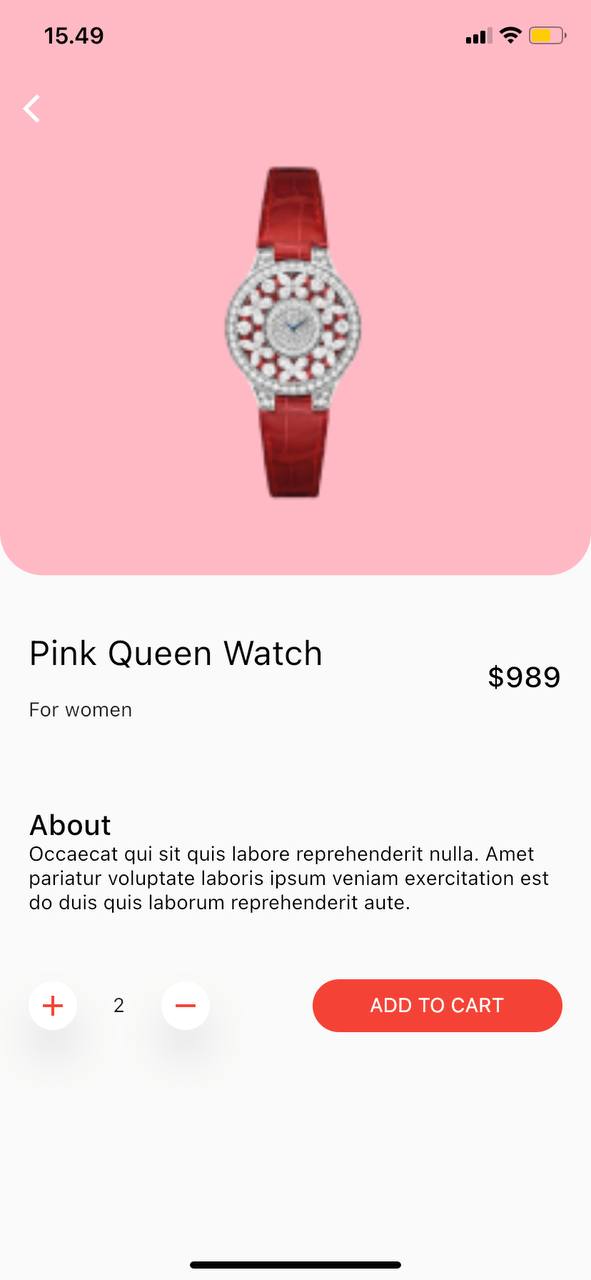 15.49
Pink Queen Watch
$989
For women
About
Occaecat qui sit quis labore reprehenderit nulla. Amet
pariatur voluptate laboris ipsum veniam exercitation est
do duis quis laborum reprehenderit aute.
+ 2 − ADD TO CART